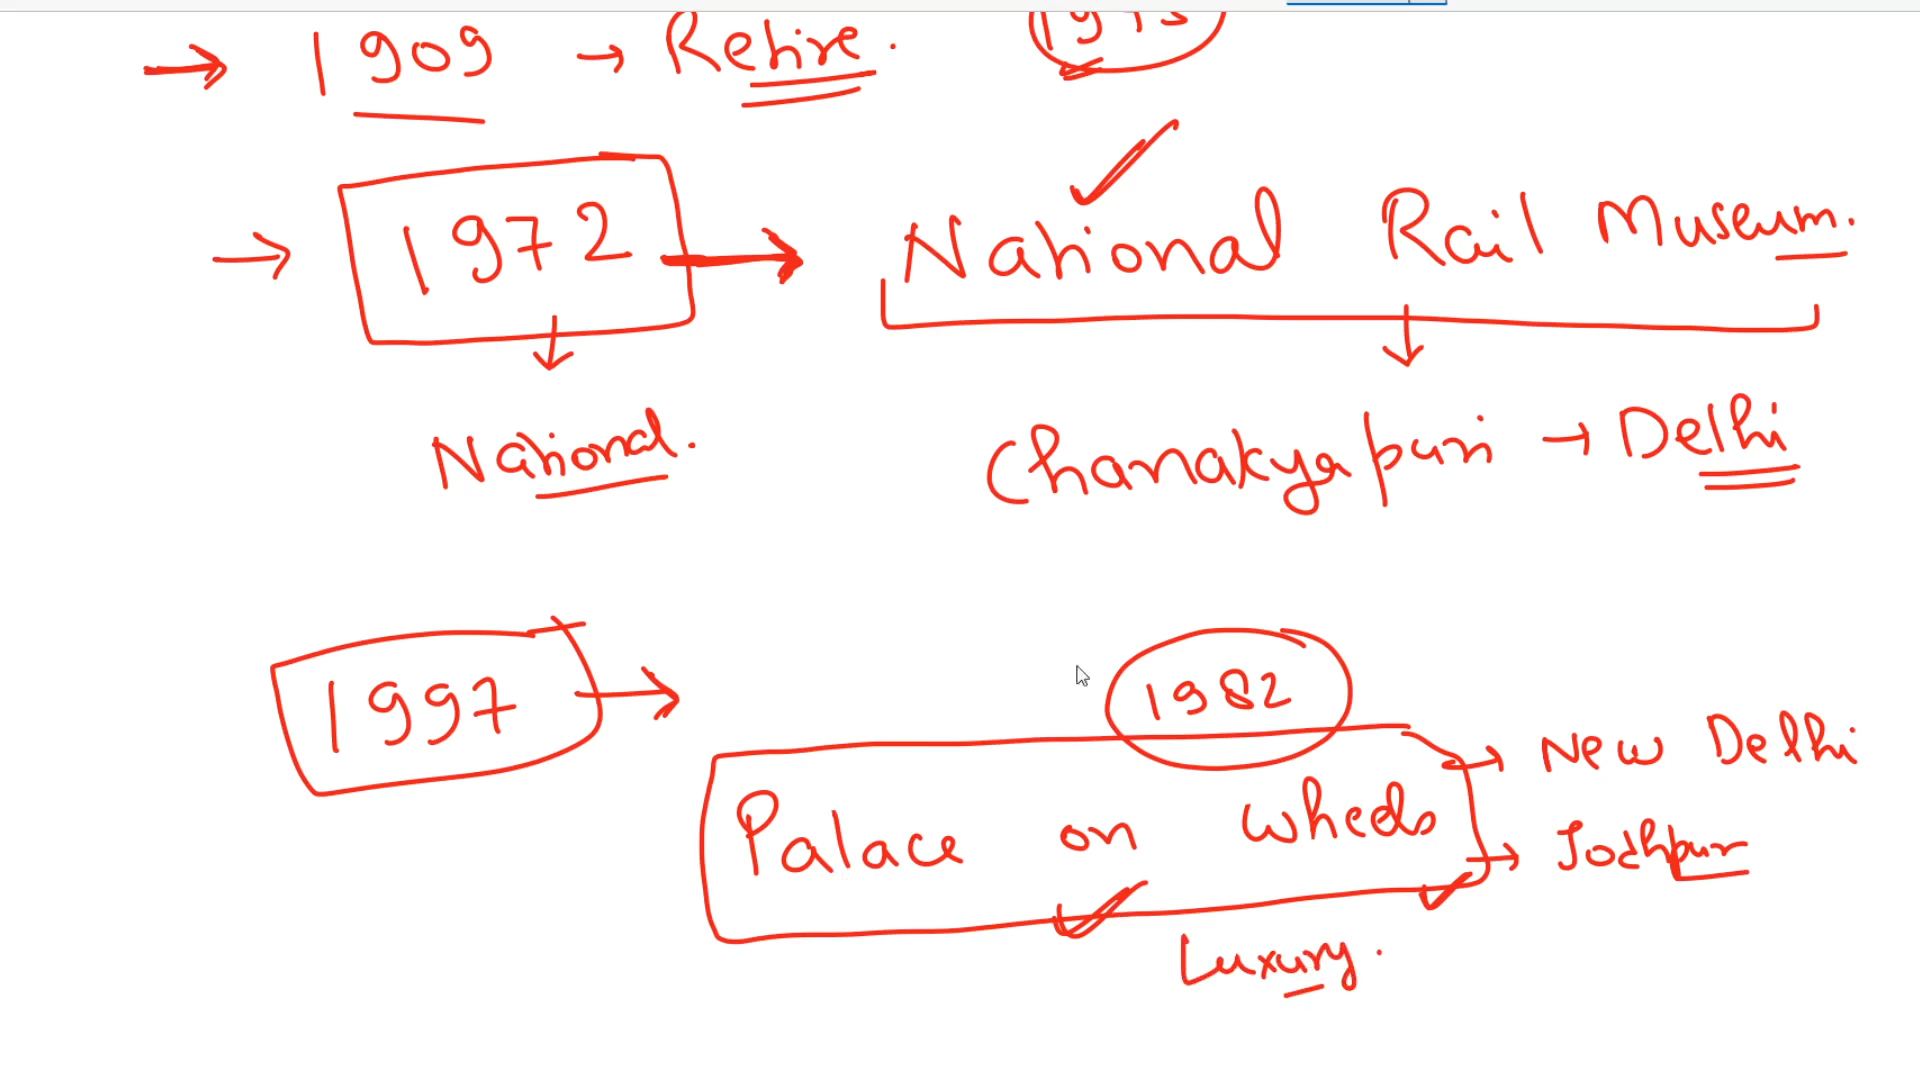 → 1909 → Retire.
→ 1972 → National Rail Museum.
National. Chanakyapuri → Delhi
1997 → 1982
→ New Delhi
Palace on wheels → Jodhpur
Luxury.